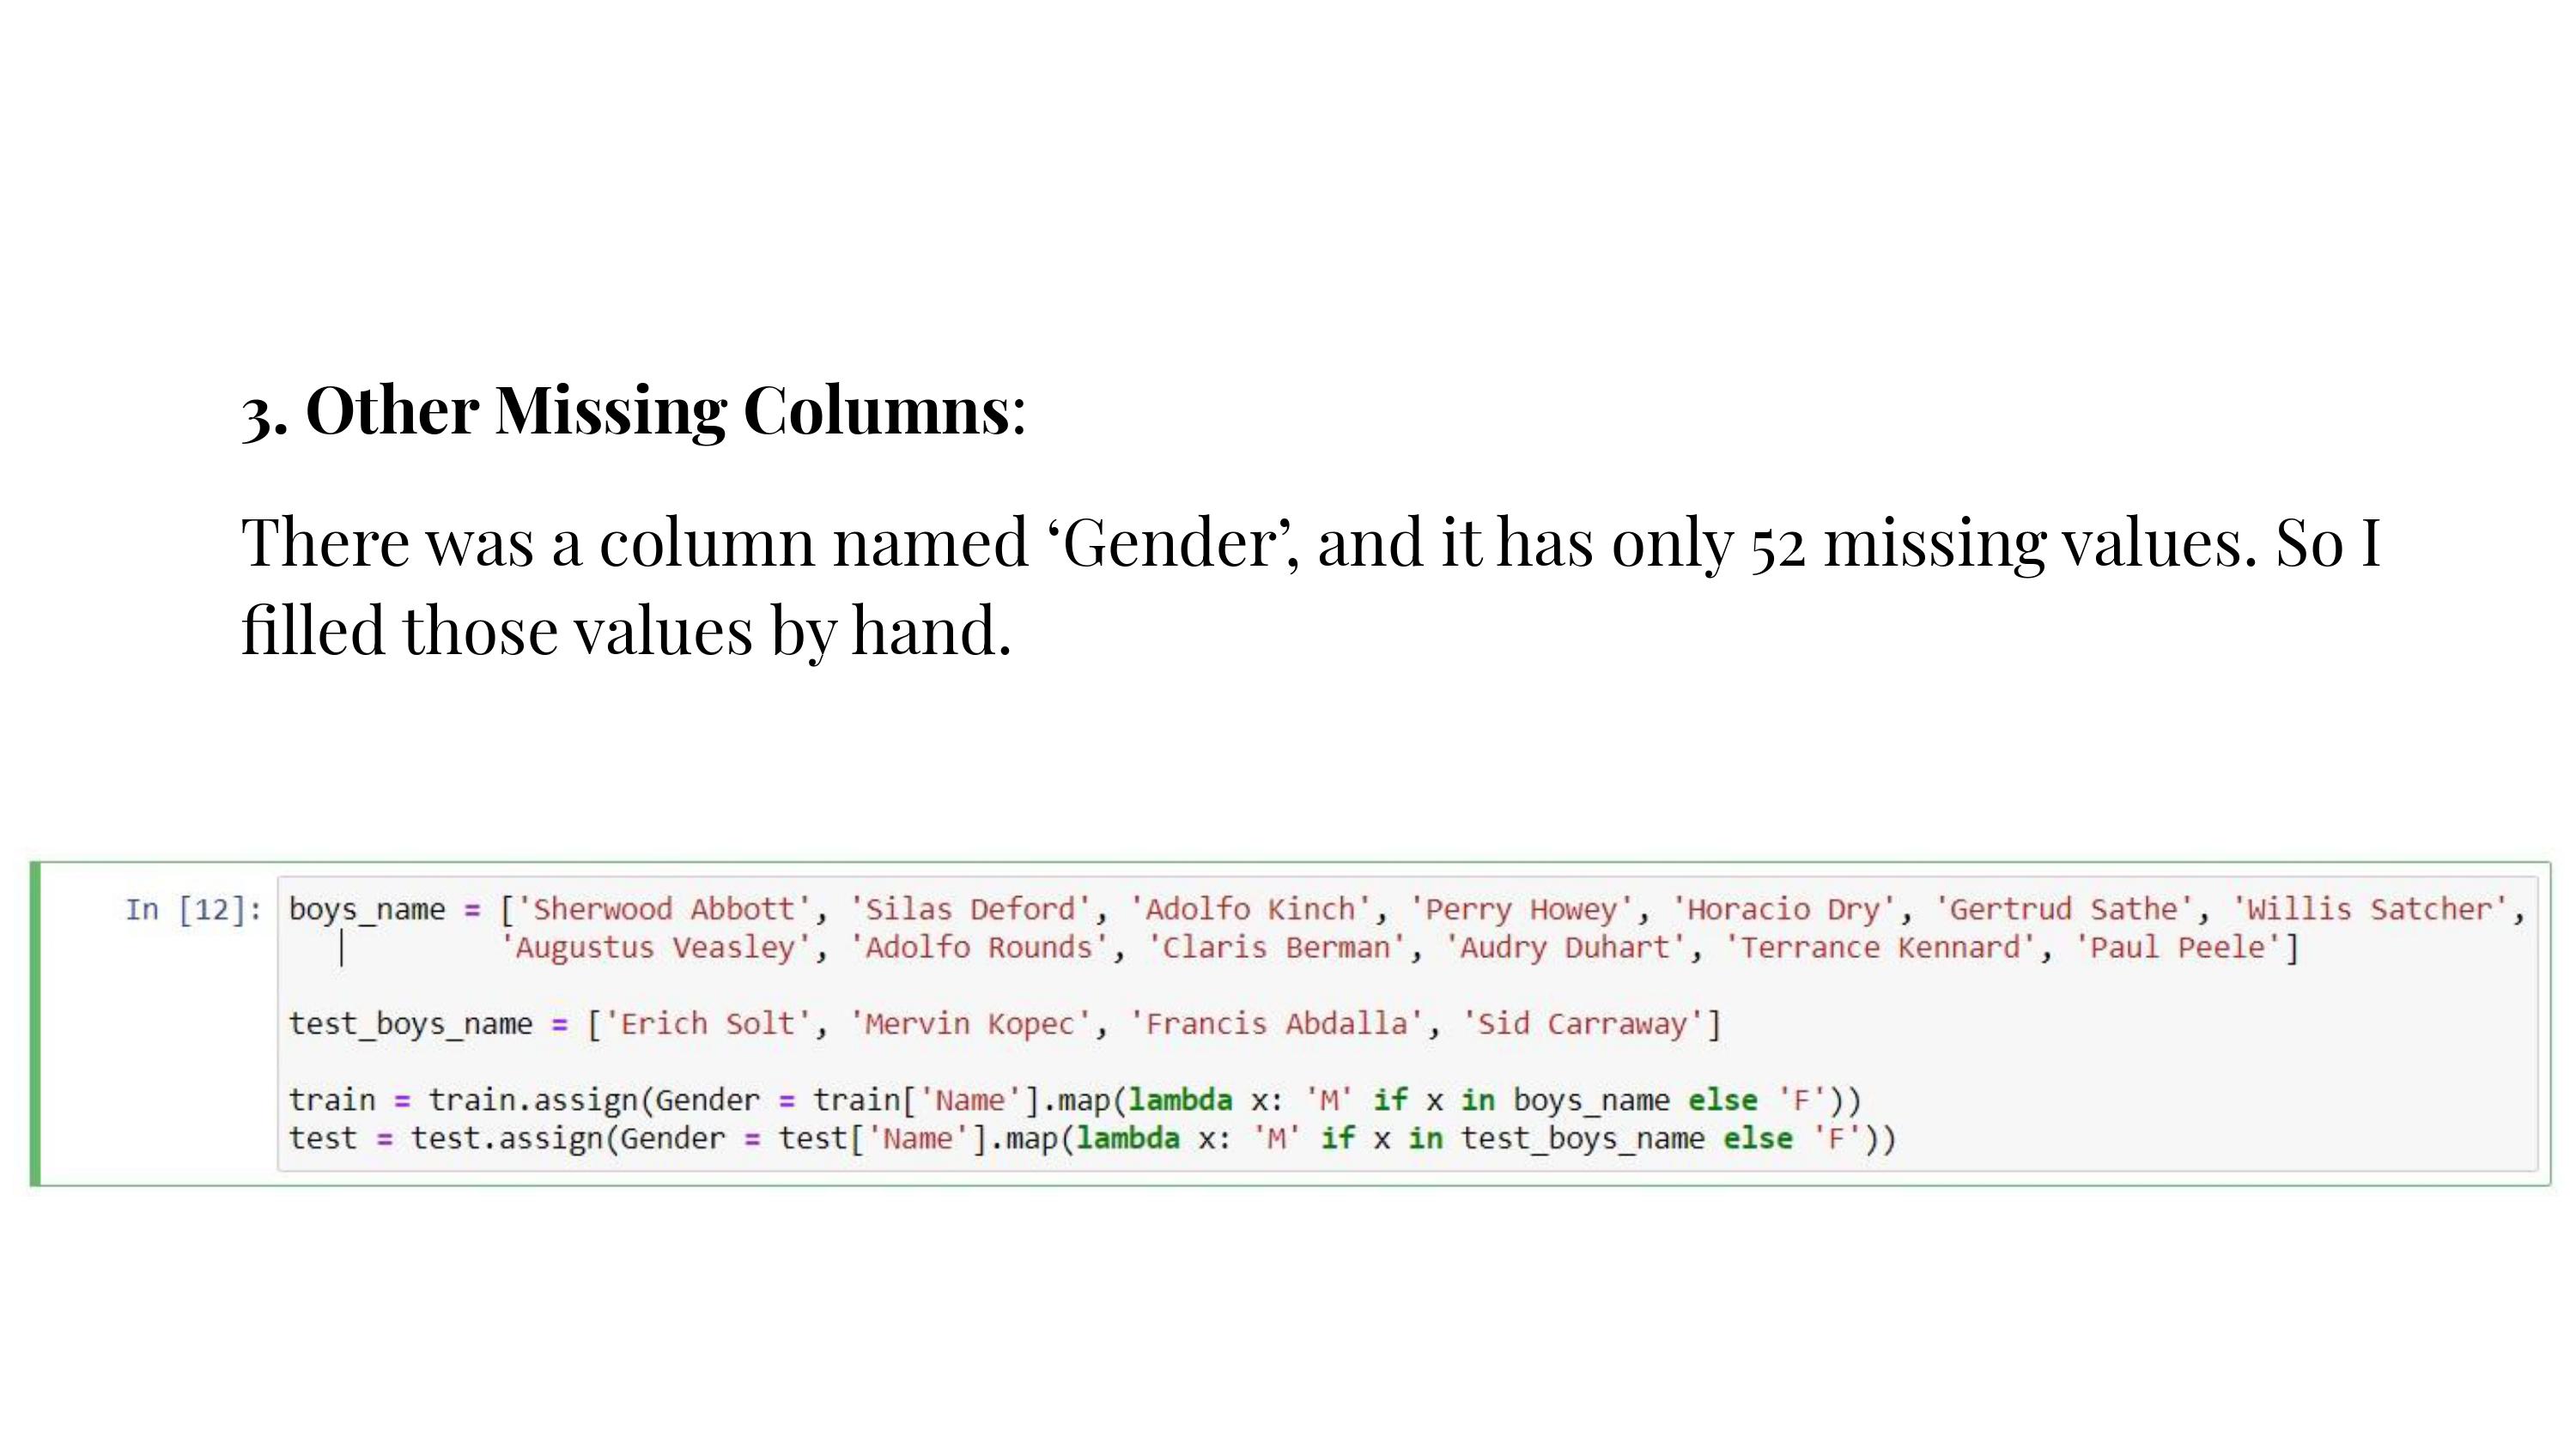 3. Other Missing Columns:
There was a column named ‘Gender’, and it has only 52 missing values. So I
filled those values by hand.
In [12]: boys_name = ['Sherwood Abbott', 'Silas Deford', 'Adolfo Kinch', 'Perry Howey', 'Horacio Dry', 'Gertrud Sathe', 'Willis Satcher',
'Augustus Veasley', 'Adolfo Rounds', 'Claris Berman', 'Audry Duhart', 'Terrance Kennard', 'Paul Peele']
test_boys_name = ['Erich Solt', 'Mervin Kopec', 'Francis Abdalla', 'Sid Carraway']
train = train.assign(Gender = train['Name'].map(lambda x: 'M' if x in boys_name else 'F'))
test = test.assign(Gender = test['Name'].map(lambda x: 'M' if x in test_boys_name else 'F'))